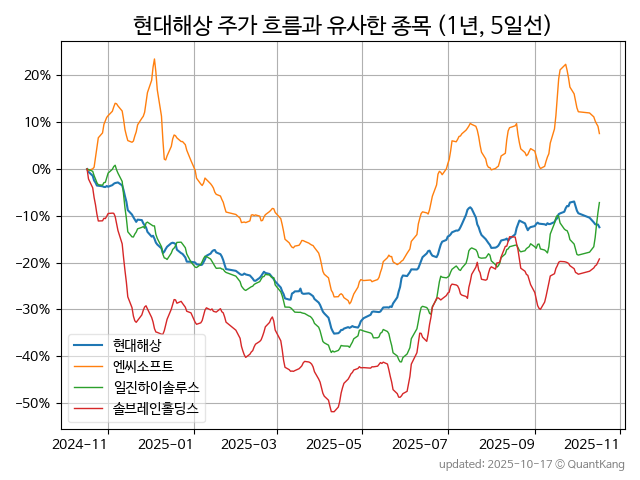 현대해상 주가 흐름과 유사한 종목 (1년, 5일선)
20%
10%
0%
−10%
−20%
−30%
−40%
−50%
현대해상
엔씨소프트
일진하이솔루스
솔브레인홀딩스
2024-11
2025-01
2025-03
2025-05
2025-07
2025-09
2025-11
updated: 2025-10-17 © QuantKang